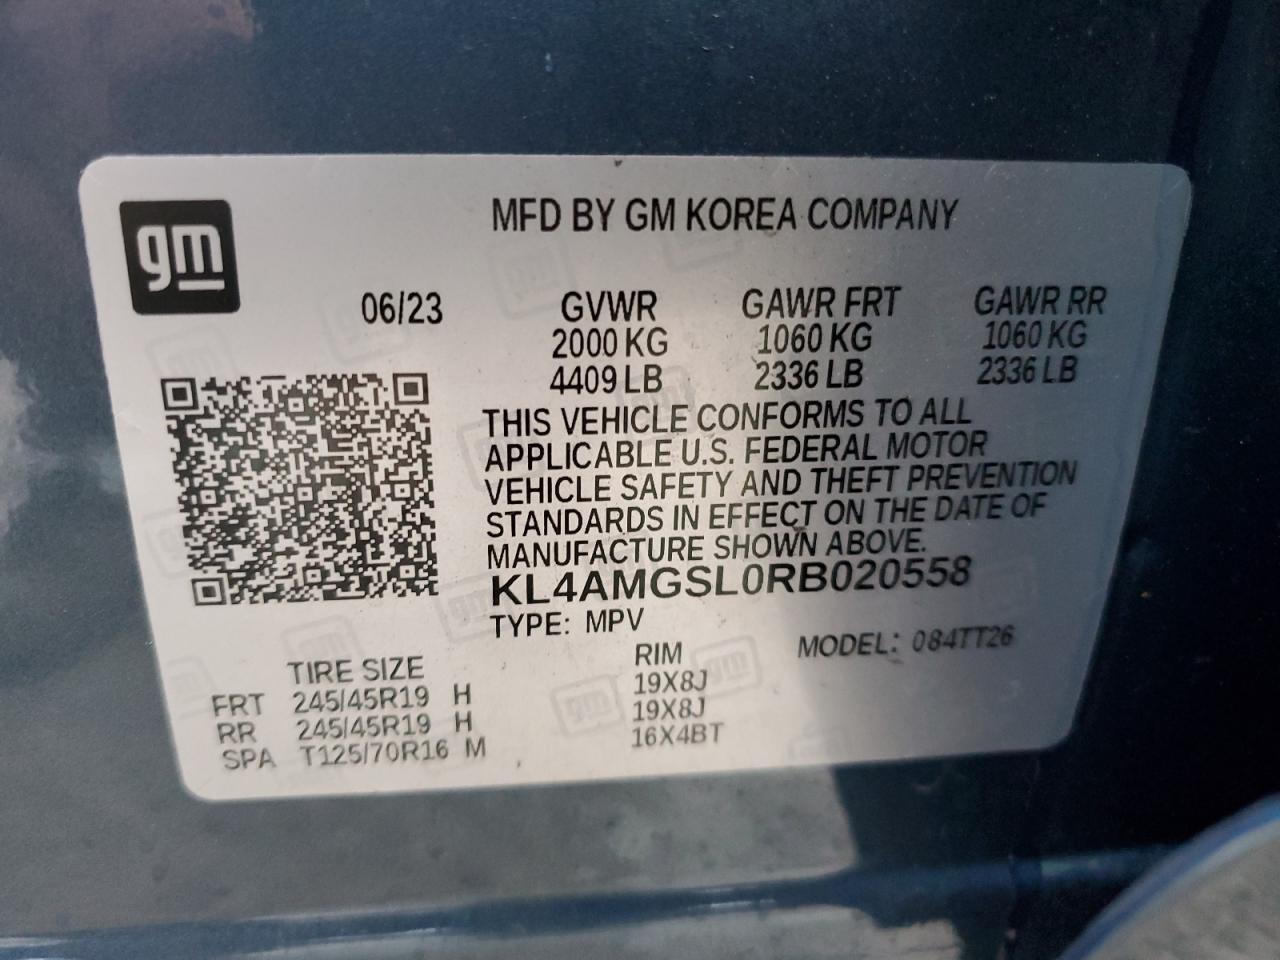 gm
MFD BY GM KOREA COMPANY
06/23 GVWR GAWR FRT GAWR RR
2000 KG 1060 KG 1060 KG
4409 LB 2336 LB 2336 LB
THIS VEHICLE CONFORMS TO ALL
APPLICABLE U.S. FEDERAL MOTOR
VEHICLE SAFETY AND THEFT PREVENTION
STANDARDS IN EFFECT ON THE DATE OF
MANUFACTURE SHOWN ABOVE.
KL4AMGSL0RB020558
TYPE: MPV MODEL: 084TT26
TIRE SIZE RIM
FRT 245/45R19 H 19X8J
RR 245/45R19 H 19X8J
SPA T125/70R16 M 16X4BT